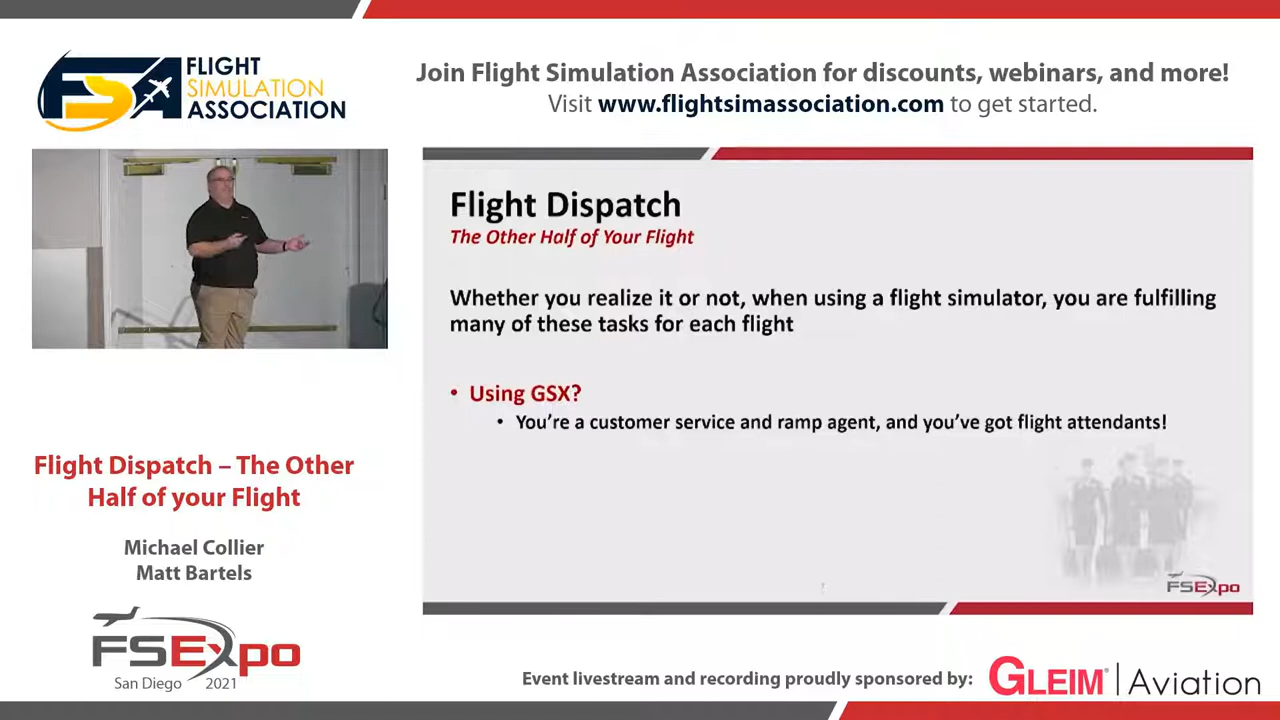 FSA
FLIGHT
SIMULATION
ASSOCIATION
Join Flight Simulation Association for discounts, webinars, and more!
Visit www.flightsimassociation.com to get started.
Flight Dispatch
The Other Half of Your Flight
Whether you realize it or not, when using a flight simulator, you are fulfilling
many of these tasks for each flight
• Using GSX?
• You’re a customer service and ramp agent, and you’ve got flight attendants!
FSExpo
Flight Dispatch – The Other
Half of your Flight
Michael Collier
Matt Bartels
FSExpo
San Diego 2021
Event livestream and recording proudly sponsored by:
GLEIM® | Aviation